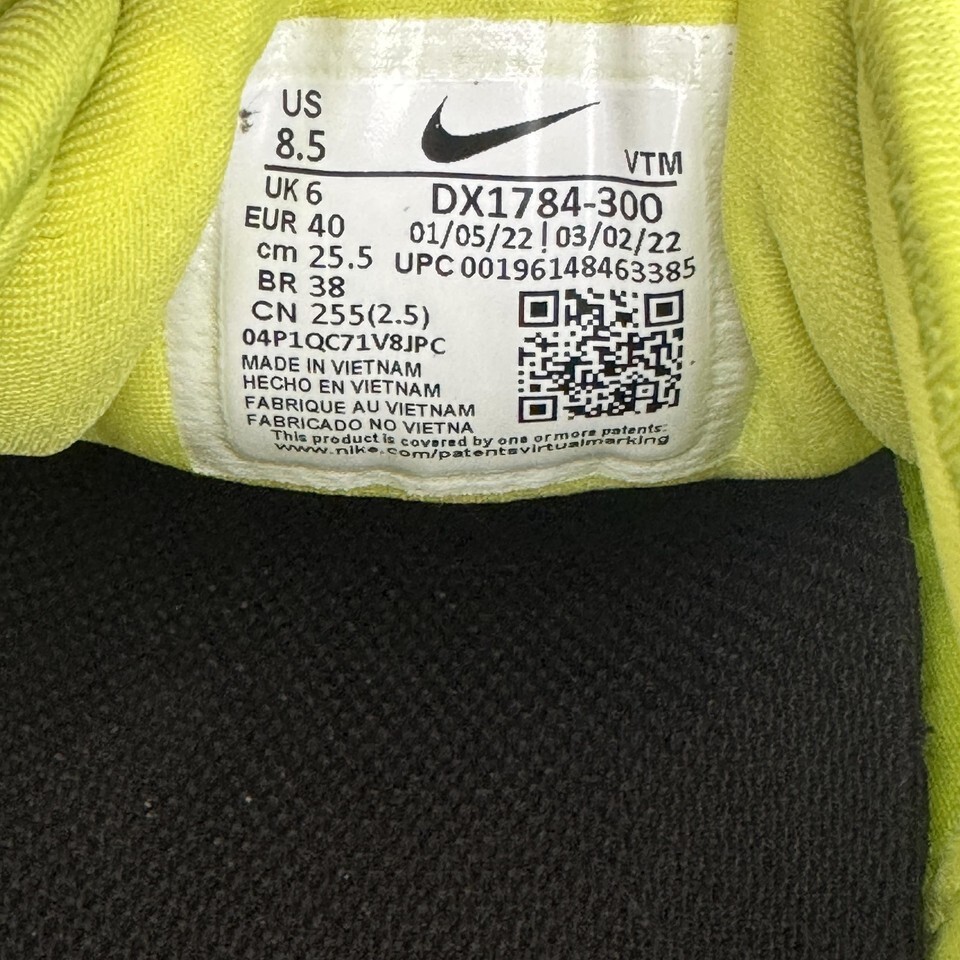 US
8.5
VTM
UK 6
EUR 40
cm 25.5
BR 38
CN 255(2.5)
DX1784-300
01/05/22 | 03/02/22
UPC 00196148463385
04P1QC71V8JPC
MADE IN VIETNAM
HECHO EN VIETNAM
FABRIQUE AU VIETNAM
FABRICADO NO VIETNA
This product is covered by one or more patents:
www.nike.com/patentsvirtualmarking